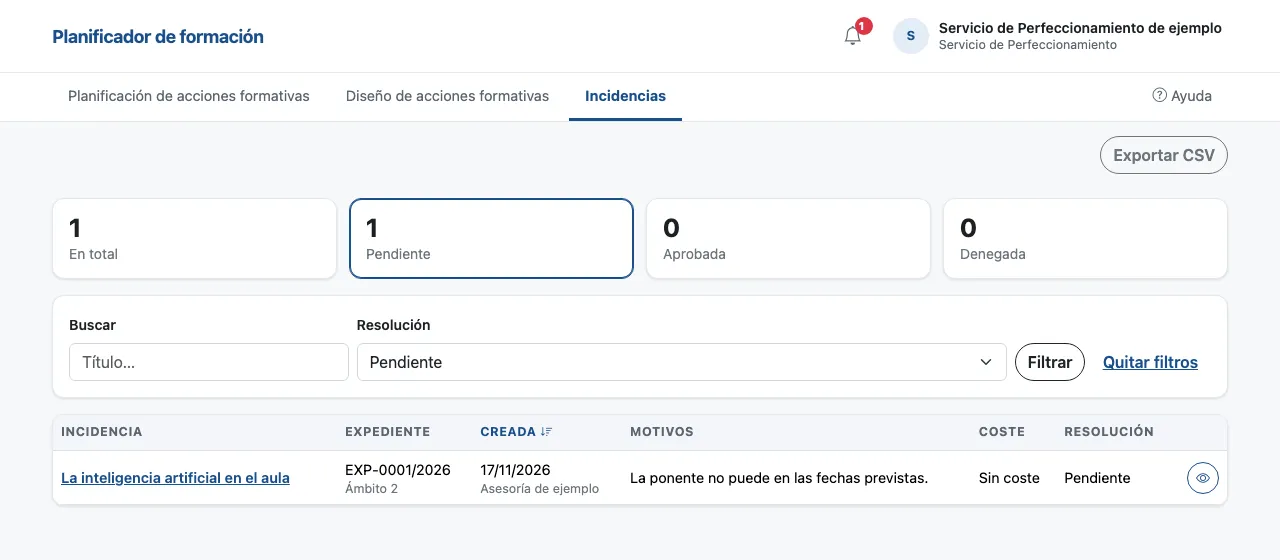 Planificador de formación
1
S
Servicio de Perfeccionamiento de ejemplo
Servicio de Perfeccionamiento
Planificación de acciones formativas
Diseño de acciones formativas
Incidencias
? Ayuda
Exportar CSV
1
En total
1
Pendiente
0
Aprobada
0
Denegada
Buscar
Resolución
Título...
Pendiente
Filtrar
Quitar filtros
INCIDENCIA EXPEDIENTE CREADA MOTIVOS COSTE RESOLUCIÓN
La inteligencia artificial en el aula
EXP-0001/2026
Ámbito 2
17/11/2026
Asesoría de ejemplo
La ponente no puede en las fechas previstas.
Sin coste
Pendiente